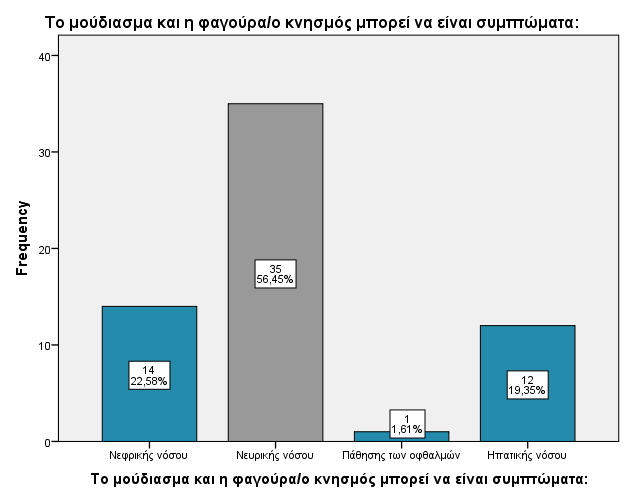 Το μούδιασμα και η φαγούρα/ο κνησμός μπορεί να είναι συμπτώματα:
Frequency
40
30
20
10
0
14
22,58%
35
56,45%
1
1,61%
12
19,35%
Νεφρικής νόσου
Νευρικής νόσου
Πάθησης των οφθαλμών
Ηπατικής νόσου
Το μούδιασμα και η φαγούρα/ο κνησμός μπορεί να είναι συμπτώματα: